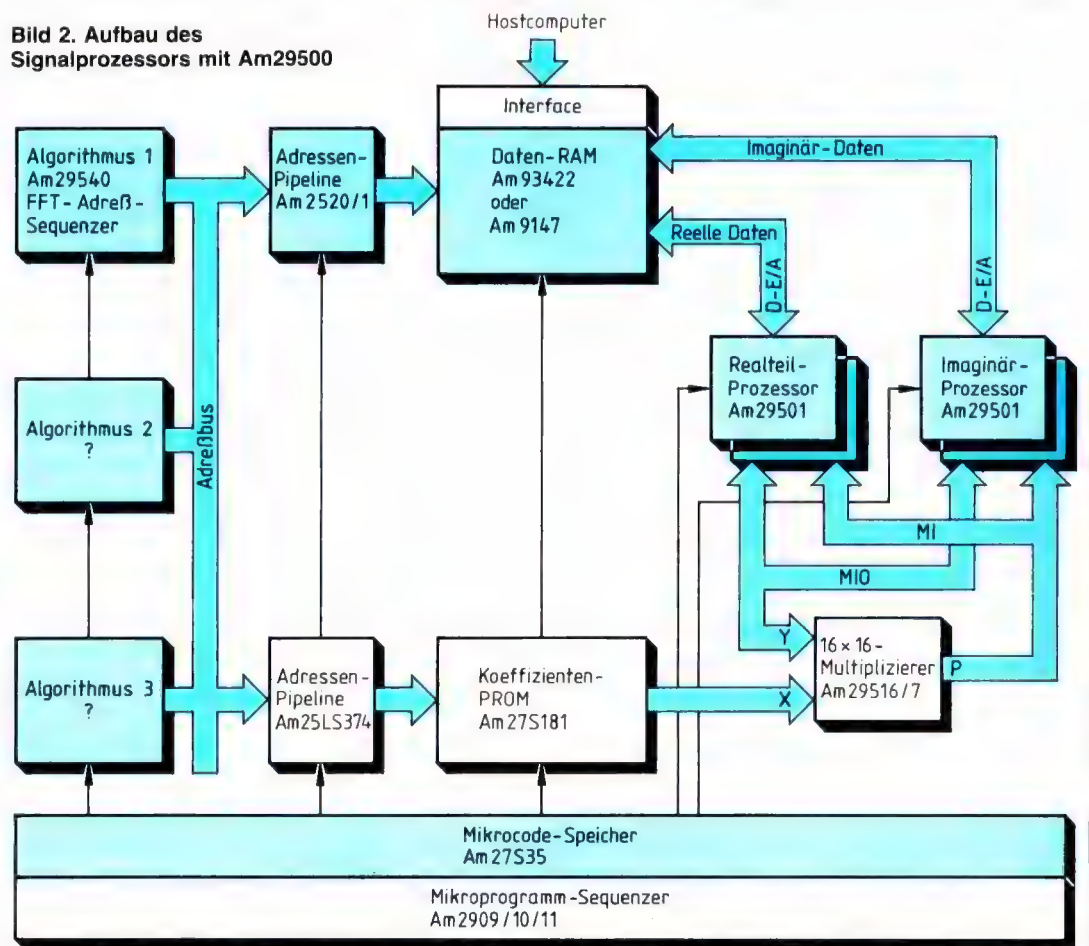 Bild 2. Aufbau des
Signalprozessors mit Am29500
Hostcomputer
Interface
Algorithmus 1
Am29540
FFT-Adreß-
Sequenzer
Adressen-
Pipeline
Am2520/1
Daten-RAM
Am93422
oder
Am 9147
Imaginär-Daten
Reelle Daten
D-E/A
D-E/A
Realteil-
Prozessor
Am29501
Imaginär-
Prozessor
Am29501
Algorithmus 2
?
Adreßbus
MI
MIO
Algorithmus 3
?
Adressen-
Pipeline
Am25LS374
Koeffizienten-
PROM
Am27S181
Y
X
16 × 16-
Multiplizierer
Am29516/7
P
Mikrocode-Speicher
Am27S35
Mikroprogramm-Sequenzer
Am2909/10/11